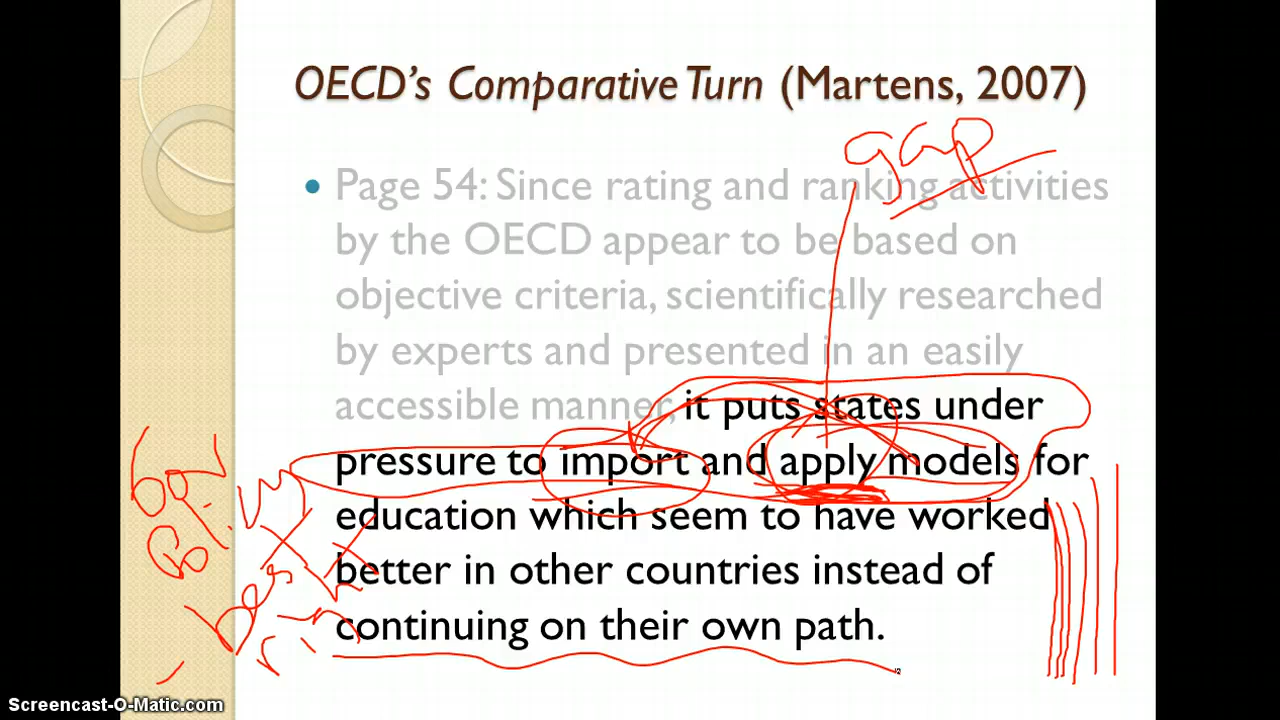 OECD's Comparative Turn (Martens, 2007)
gap
• Page 54: Since rating and ranking activities
by the OECD appear to be based on
objective criteria, scientifically researched
by experts and presented in an easily
accessible manner, it puts states under
pressure to import and apply models for
education which seem to have worked
better in other countries instead of
continuing on their own path.
Screencast-O-Matic.com